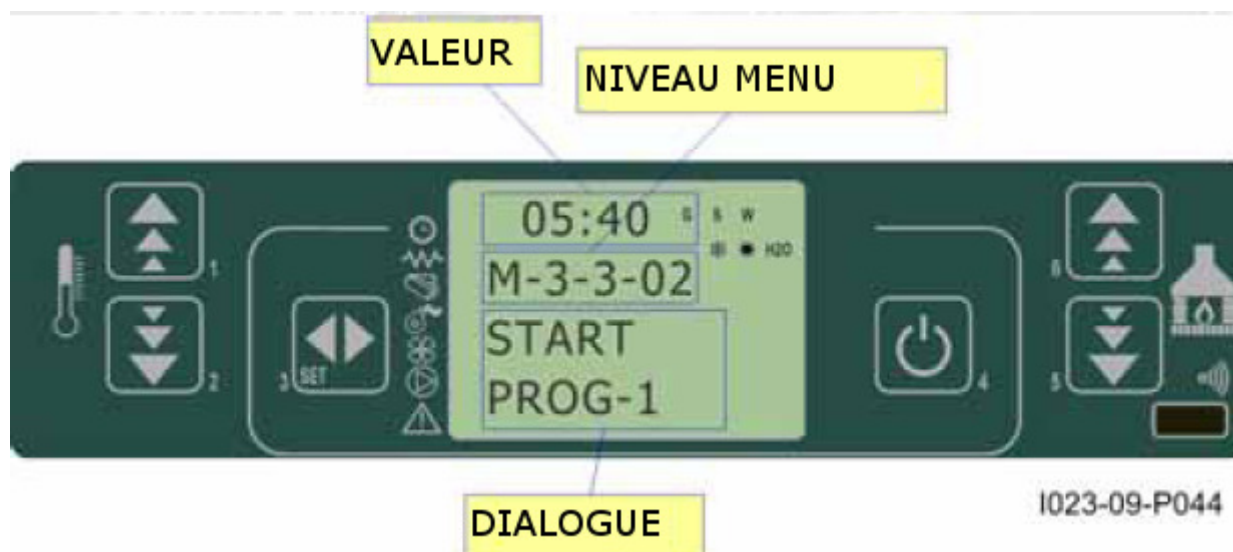 VALEUR
NIVEAU MENU
05:40
G S W
H2O
M-3-3-02
START
PROG-1
1
2
3 SET
4
6
5
DIALOGUE
I023-09-P044